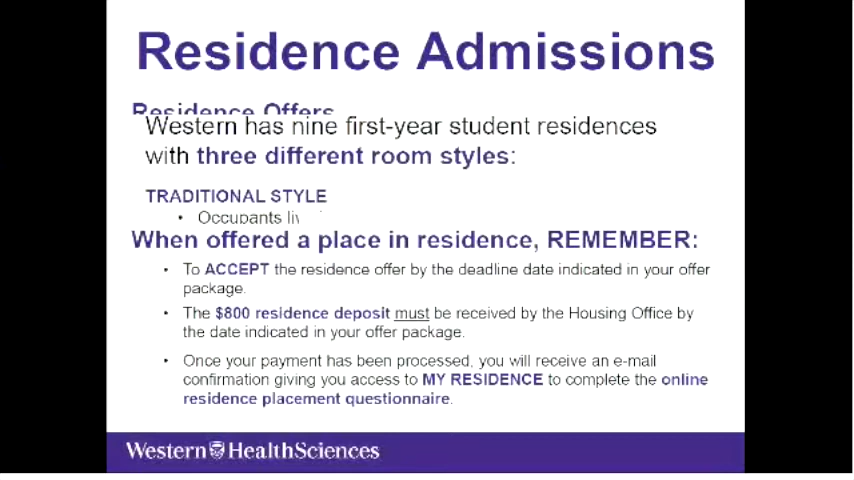 Residence Admissions
Residence Offers
Western has nine first-year student residences
with three different room styles:
TRADITIONAL STYLE
• Occupants
When offered a place in residence, REMEMBER:
• To ACCEPT the residence offer by the deadline date indicated in your offer
package.
• The $800 residence deposit must be received by the Housing Office by
the date indicated in your offer package.
• Once your payment has been processed, you will receive an e-mail
confirmation giving you access to MY RESIDENCE to complete the online
residence placement questionnaire.
Western HealthSciences